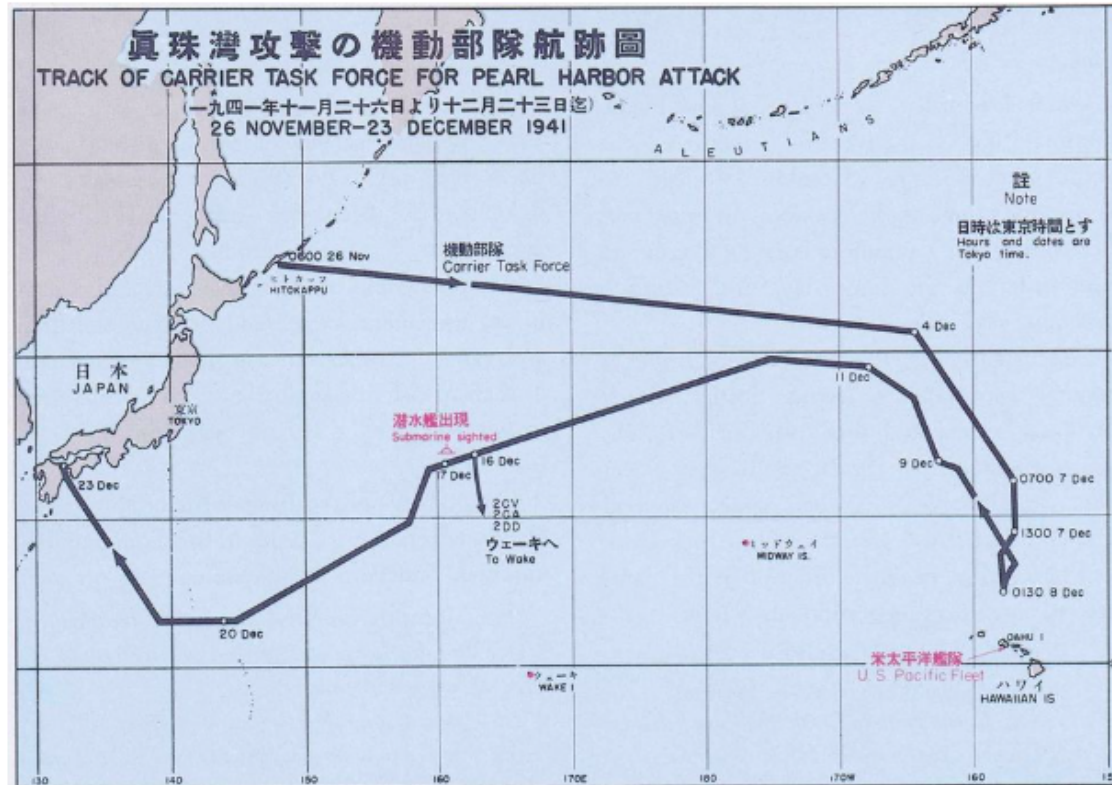 眞珠灣攻擊の機動部隊航跡圖
TRACK OF CARRIER TASK FORCE FOR PEARL HARBOR ATTACK
(一九四一年十一月二十六日より十二月二十三日迄)
26 NOVEMBER-23 DECEMBER 1941
ALEUTIANS
註
Note
日時は東京時間とす
Hours and dates are
Tokyo time.
0600 26 Nov
ヒトカップ
HITOKAPPU
機動部隊
Carrier Task Force
4 Dec
日本
JAPAN
東京
TOKYO
11 Dec
潜水艦出現
Submarine sighted
16 Dec
17 Dec
9 Dec
0700 7 Dec
23 Dec
2CV
2CA
2DD
ウェーキへ
To Wake
ミッドウェイ
MIDWAY IS.
1300 7 Dec
0130 8 Dec
20 Dec
OAHU I
米太平洋艦隊
U.S. Pacific Fleet
ウェーキ
WAKE I
ハワイ
HAWAIIAN IS
130 140 150 160 170E 180 170W 160